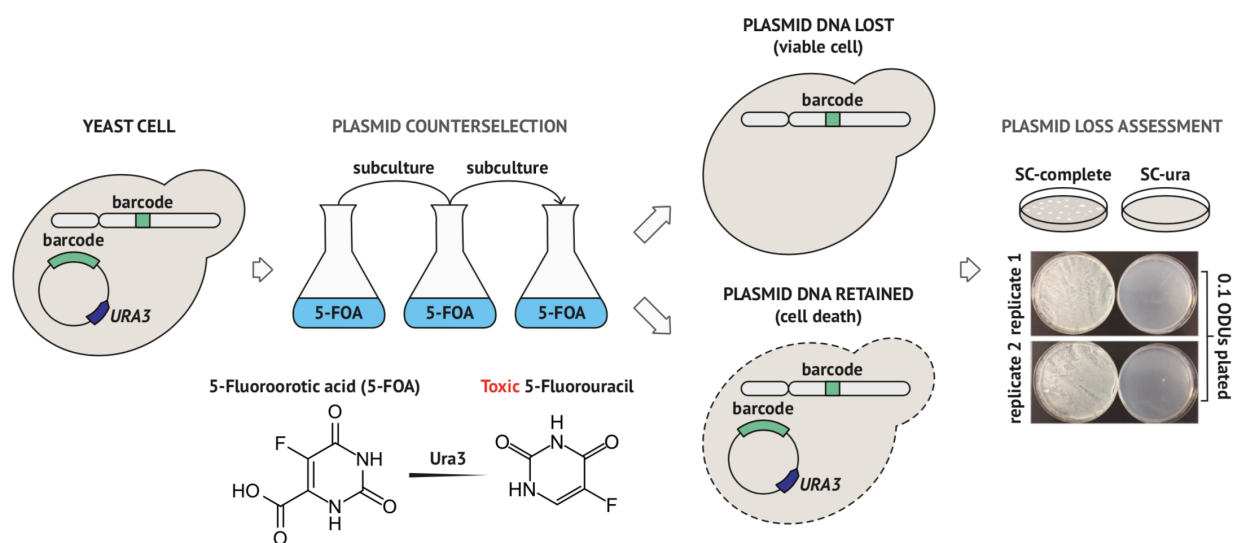 YEAST CELL
barcode
barcode
URA3
PLASMID COUNTERSELECTION
subculture
subculture
5-FOA
5-FOA
5-FOA
5-Fluoroorotic acid (5-FOA)
O
F
NH
HO
O
N
H
O
Ura3
Toxic 5-Fluorouracil
H
N
O
O
HN
F
PLASMID DNA LOST
(viable cell)
barcode
PLASMID DNA RETAINED
(cell death)
barcode
barcode
URA3
PLASMID LOSS ASSESSMENT
SC-complete
SC-ura
replicate 1
replicate 2
0.1 ODUs plated